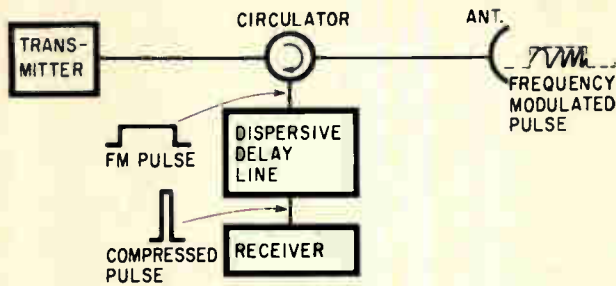 CIRCULATOR
ANT.
TRANS-
MITTER
FREQUENCY
MODULATED
PULSE
FM PULSE
DISPERSIVE
DELAY
LINE
COMPRESSED
PULSE
RECEIVER